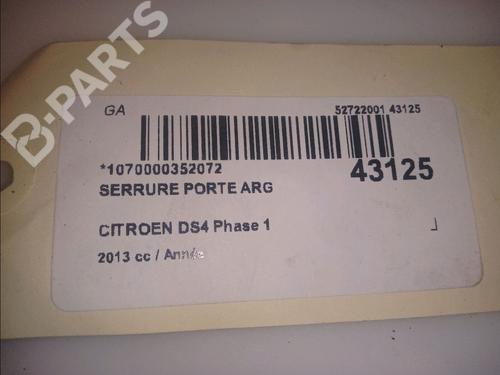 B-PARTS
GA
52722001 43125
*1070000352072
43125
SERRURE PORTE ARG
CITROEN DS4 Phase 1
2013 cc / Année